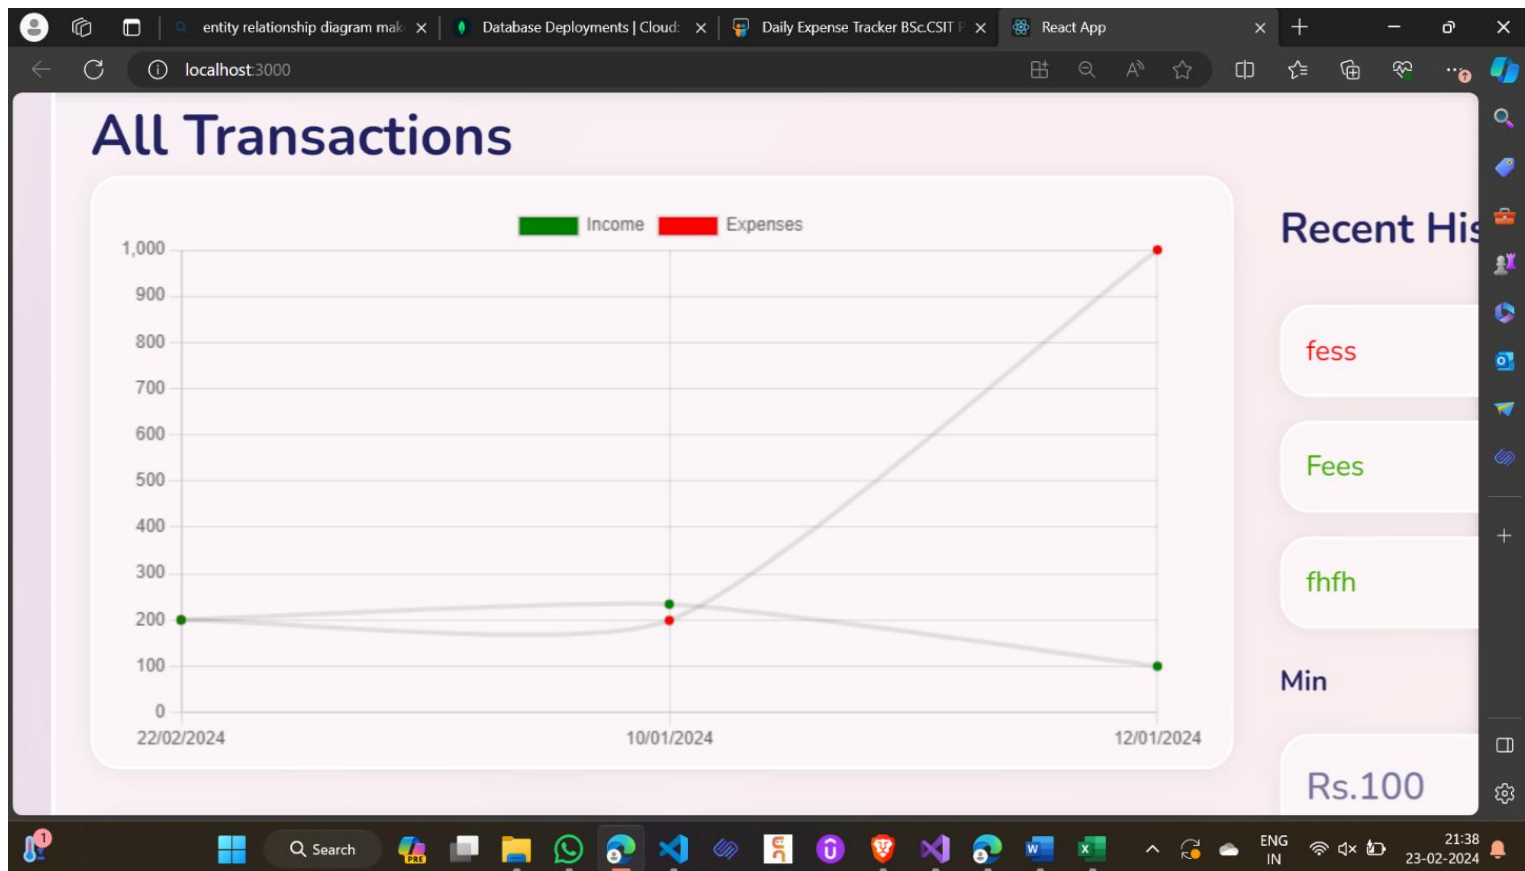 entity relationship diagram mak
Database Deployments | Cloud:
Daily Expense Tracker BSc.CSIT P
React App
localhost:3000
All Transactions
Income
Expenses
1,000
900
800
700
600
500
400
300
200
100
0
22/02/2024
10/01/2024
12/01/2024
Recent His
fess
Fees
fhfh
Min
Rs.100
1
Search
PRE
ENG
IN
21:38
23-02-2024